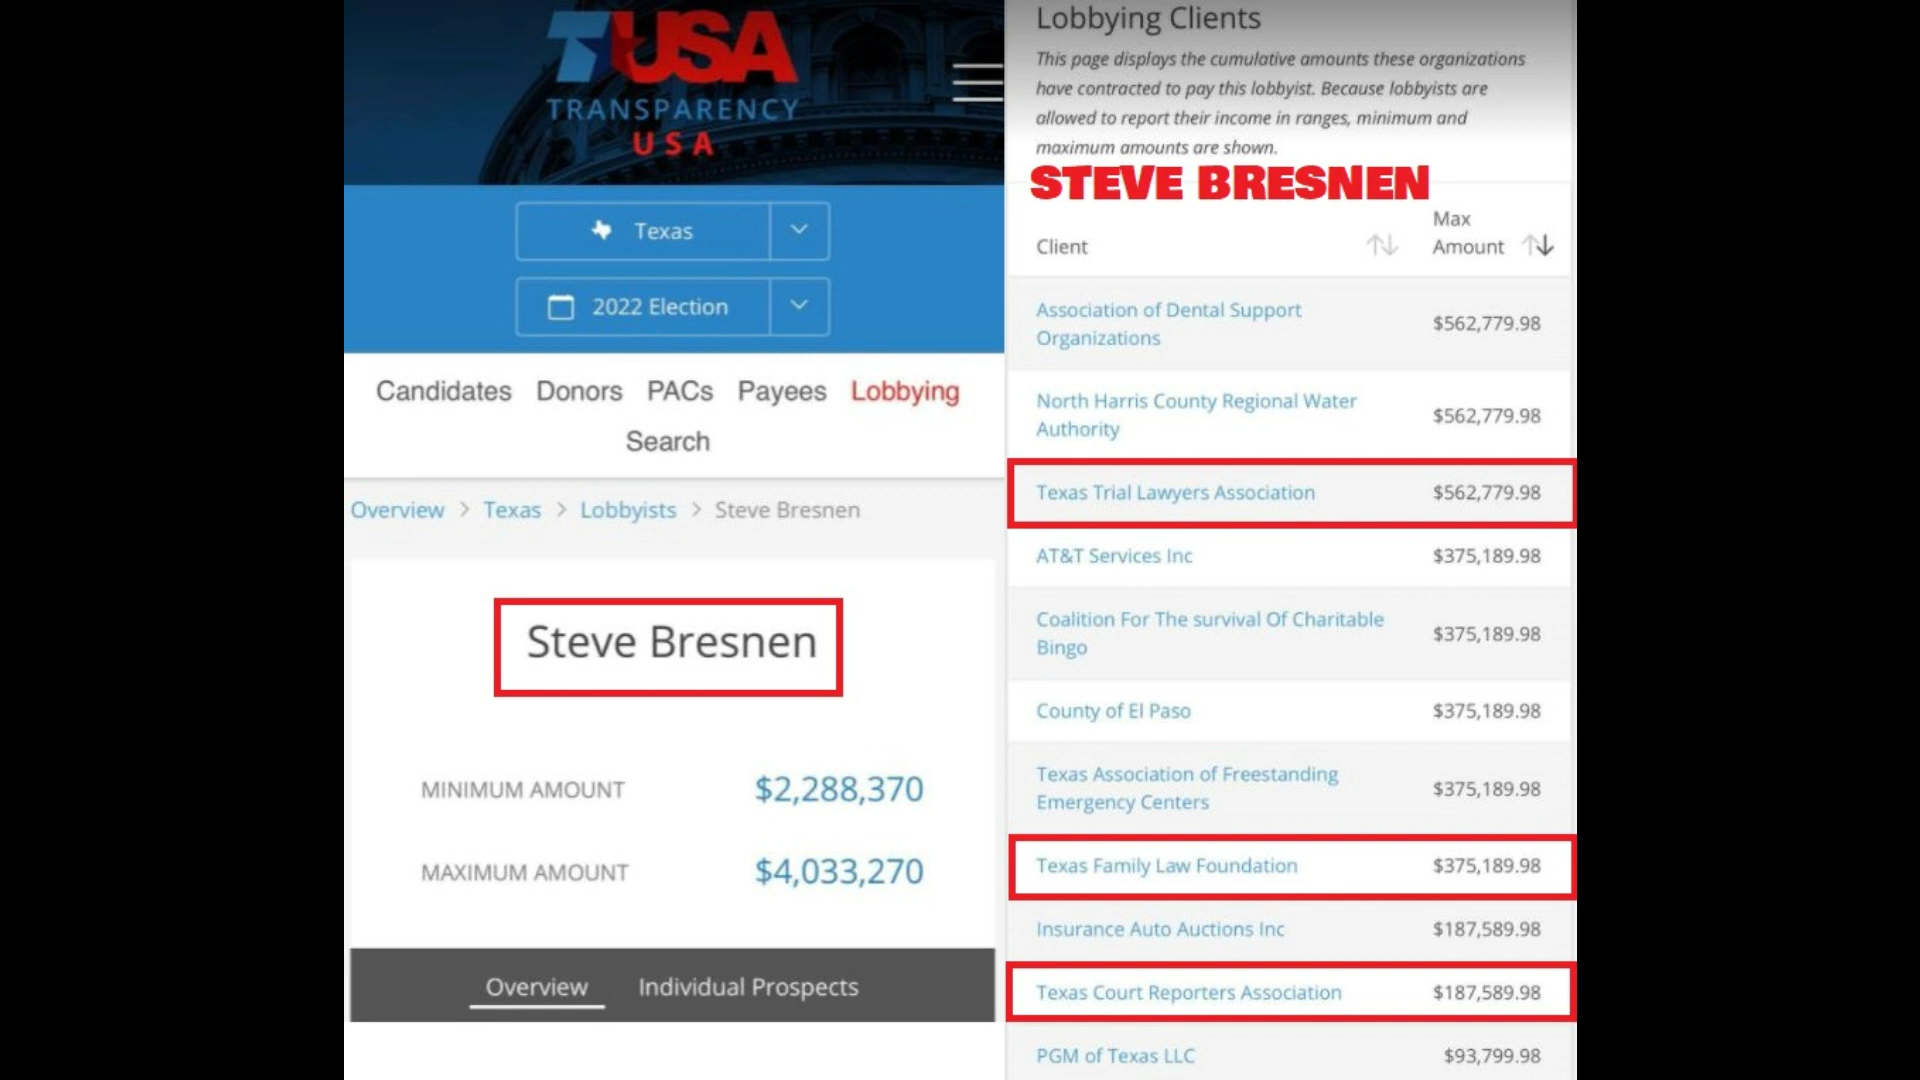 TUSA
TRANSPARENCY
USA
Texas
2022 Election
Candidates Donors PACs Payees Lobbying
Search
Overview > Texas > Lobbyists > Steve Bresnen
Steve Bresnen
MINIMUM AMOUNT $2,288,370
MAXIMUM AMOUNT $4,033,270
Overview Individual Prospects
Lobbying Clients
This page displays the cumulative amounts these organizations
have contracted to pay this lobbyist. Because lobbyists are
allowed to report their income in ranges, minimum and
maximum amounts are shown.
STEVE BRESNEN
Max
Client Amount
Association of Dental Support
Organizations
$562,779.98
North Harris County Regional Water
Authority
$562,779.98
Texas Trial Lawyers Association $562,779.98
AT&T Services Inc $375,189.98
Coalition For The survival Of Charitable
Bingo
$375,189.98
County of El Paso $375,189.98
Texas Association of Freestanding
Emergency Centers
$375,189.98
Texas Family Law Foundation $375,189.98
Insurance Auto Auctions Inc $187,589.98
Texas Court Reporters Association $187,589.98
PGM of Texas LLC $93,799.98